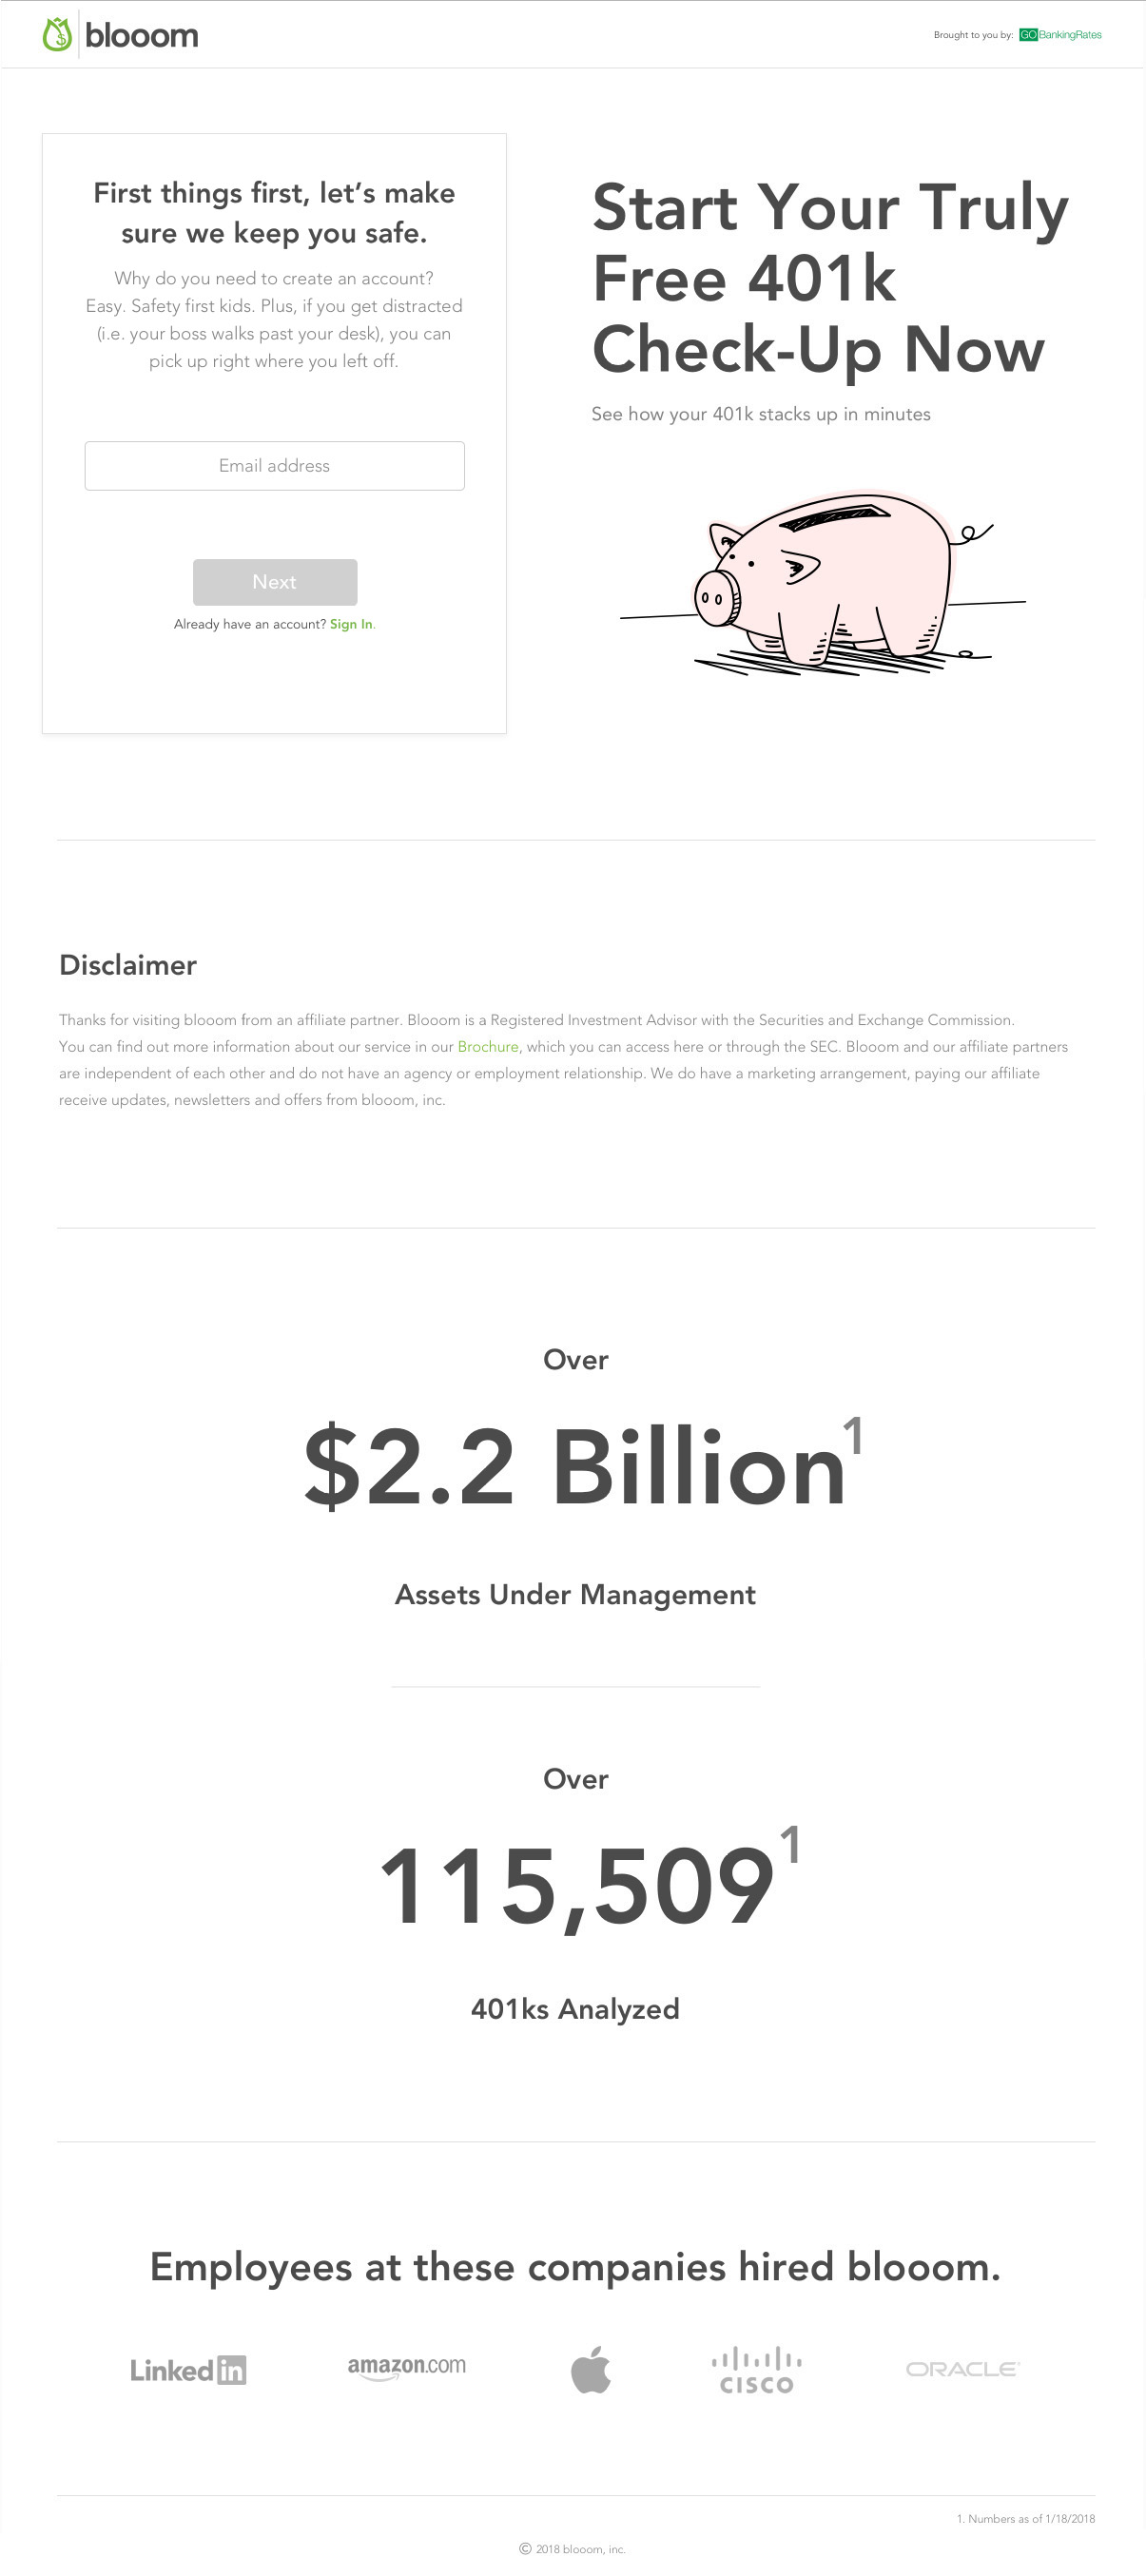 blooom
Brought to you by: GOBankingRates
First things first, let’s make
sure we keep you safe.
Why do you need to create an account?
Easy. Safety first kids. Plus, if you get distracted
(i.e. your boss walks past your desk), you can
pick up right where you left off.
Email address
Next
Already have an account? Sign In.
Start Your Truly
Free 401k
Check-Up Now
See how your 401k stacks up in minutes
Disclaimer
Thanks for visiting blooom from an affiliate partner. Blooom is a Registered Investment Advisor with the Securities and Exchange Commission.
You can find out more information about our service in our Brochure, which you can access here or through the SEC. Blooom and our affiliate partners
are independent of each other and do not have an agency or employment relationship. We do have a marketing arrangement, paying our affiliate
receive updates, newsletters and offers from blooom, inc.
Over
$2.2 Billion1
Assets Under Management
Over
115,5091
401ks Analyzed
Employees at these companies hired blooom.
Linkedin amazon.com cisco ORACLE
1. Numbers as of 1/18/2018
© 2018 blooom, inc.